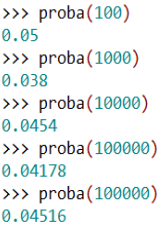 >>> proba(100)
0.05
>>> proba(1000)
0.038
>>> proba(10000)
0.0454
>>> proba(100000)
0.04178
>>> proba(100000)
0.04516